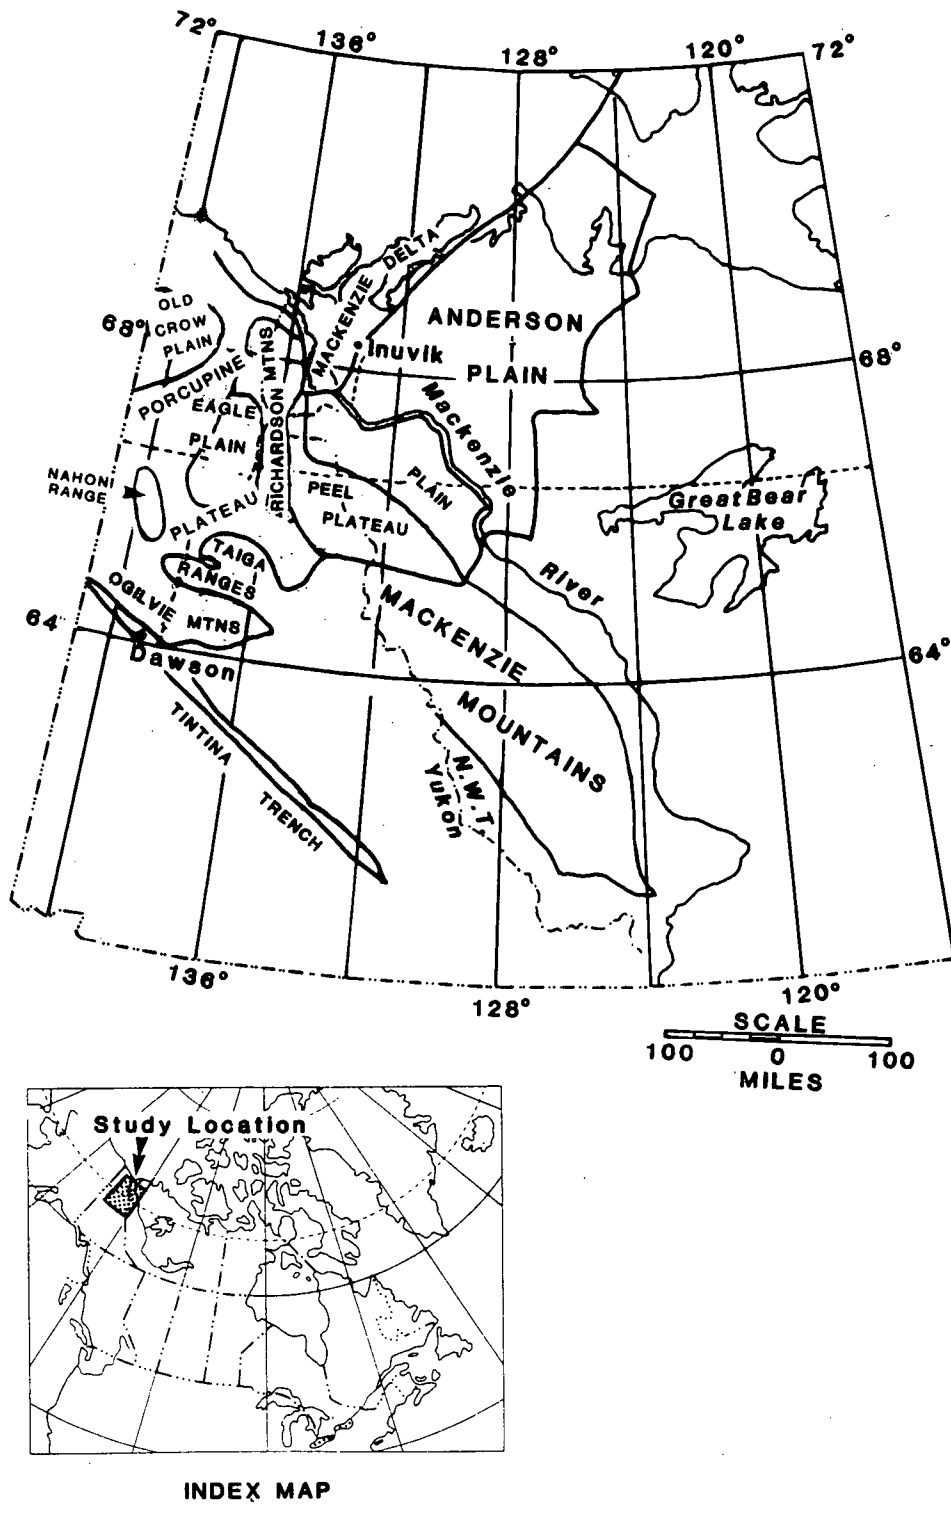 72°
136°
128°
120°
72°
OLD
CROW
PLAIN
68°
MACKENZIE DELTA
ANDERSON
PLAIN
Inuvik
68°
PORCUPINE
PLATEAU
EAGLE
PLAIN
RICHARDSON MTNS
Mackenzie
River
NAHONI
RANGE
PEEL
PLATEAU
PLAIN
Great Bear
Lake
TAIGA
RANGES
OGILVIE
MTNS
64
Dawson
MACKENZIE
MOUNTAINS
64°
TINTINA
TRENCH
N.W.T.
Yukon
136°
128°
120°
SCALE
100 0 100
MILES
Study Location
INDEX MAP